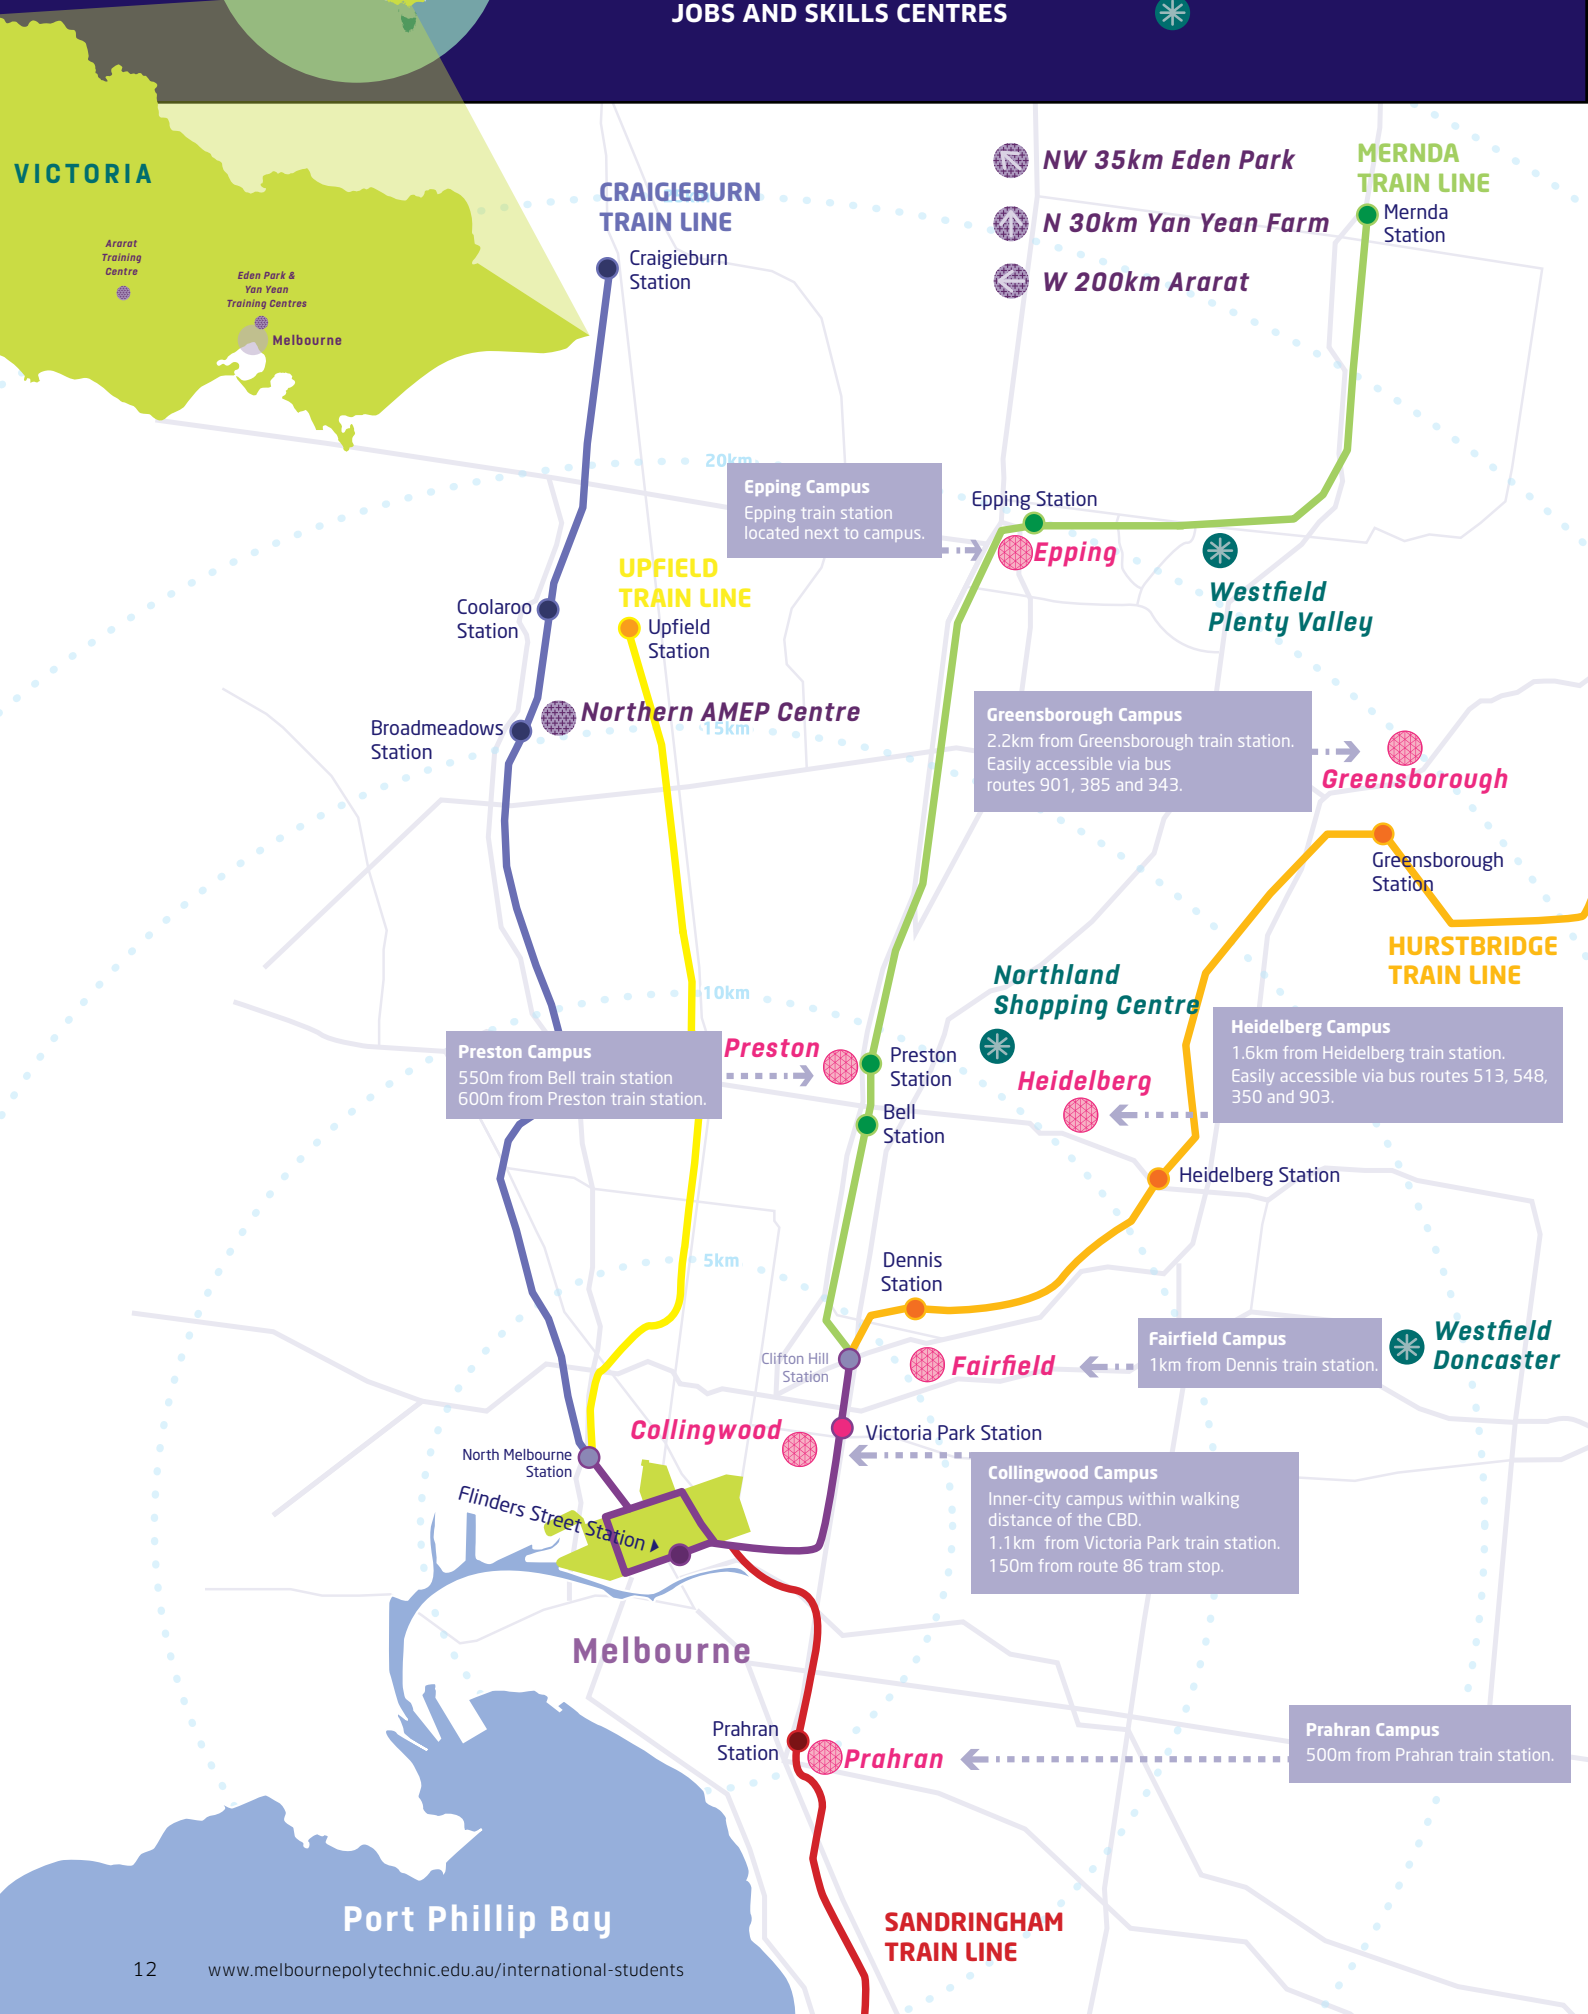 JOBS AND SKILLS CENTRES
VICTORIA
Ararat
Training
Centre
Eden Park &
Yan Yean
Training Centres
Melbourne
CRAIGIEBURN
TRAIN LINE
Craigieburn
Station
NW 35km Eden Park
N 30km Yan Yean Farm
W 200km Ararat
MERNDA
TRAIN LINE
Mernda
Station
20km
Epping Campus
Epping train station
located next to campus.
Epping Station
Epping
Westfield
Plenty Valley
UPFIELD
TRAIN LINE
Upfield
Station
Coolaroo
Station
Northern AMEP Centre
15km
Broadmeadows
Station
Greensborough Campus
2.2km from Greensborough train station.
Easily accessible via bus
routes 901, 385 and 343.
Greensborough
Greensborough
Station
HURSTBRIDGE
TRAIN LINE
Northland
Shopping Centre
10km
Preston Campus
550m from Bell train station
600m from Preston train station.
Preston
Preston
Station
Bell
Station
Heidelberg
Heidelberg Campus
1.6km from Heidelberg train station.
Easily accessible via bus routes 513, 548,
350 and 903.
Heidelberg Station
5km
Dennis
Station
Clifton Hill
Station
Fairfield
Fairfield Campus
1km from Dennis train station.
Westfield
Doncaster
Collingwood
Victoria Park Station
North Melbourne
Station
Flinders Street Station
Collingwood Campus
Inner-city campus within walking
distance of the CBD.
1.1km from Victoria Park train station.
150m from route 86 tram stop.
Melbourne
Prahran
Station
Prahran
Prahran Campus
500m from Prahran train station.
Port Phillip Bay
SANDRINGHAM
TRAIN LINE
12 www.melbournepolytechnic.edu.au/international-students